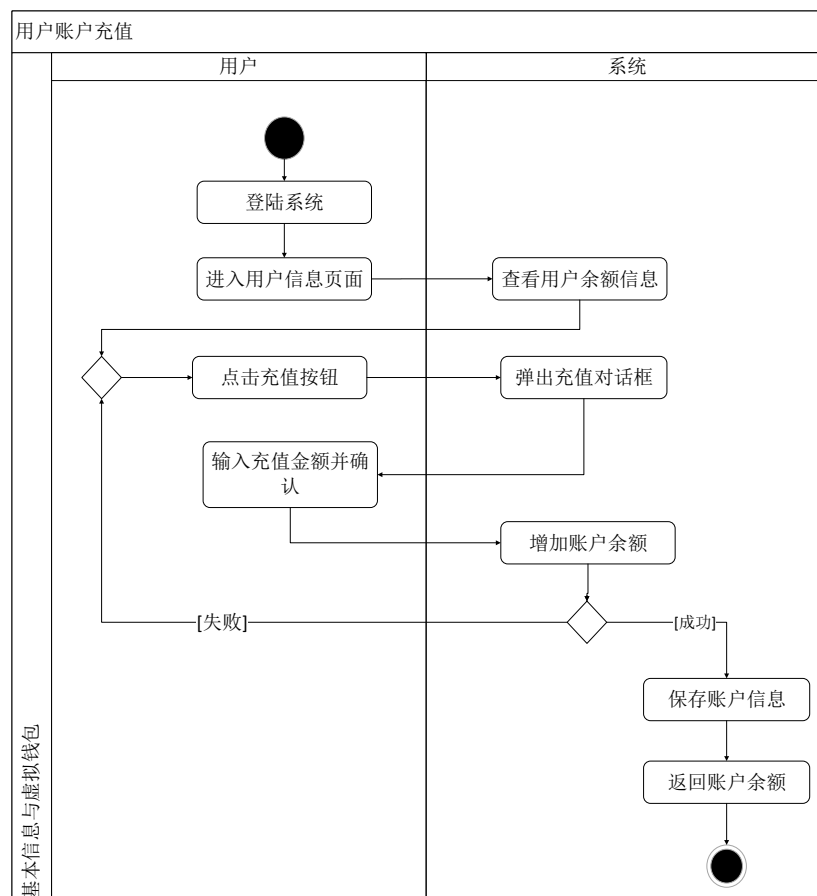 用户账户充值
用户
系统
登陆系统
进入用户信息页面
查看用户余额信息
点击充值按钮
弹出充值对话框
输入充值金额并确
认
增加账户余额
[失败]
[成功]
保存账户信息
返回账户余额
基本信息与虚拟钱包